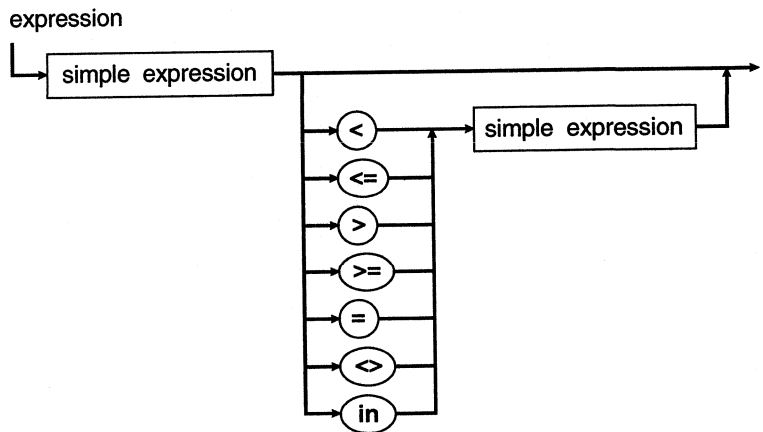 expression
simple expression
<
simple expression
<=
>
>=
=
<>
in